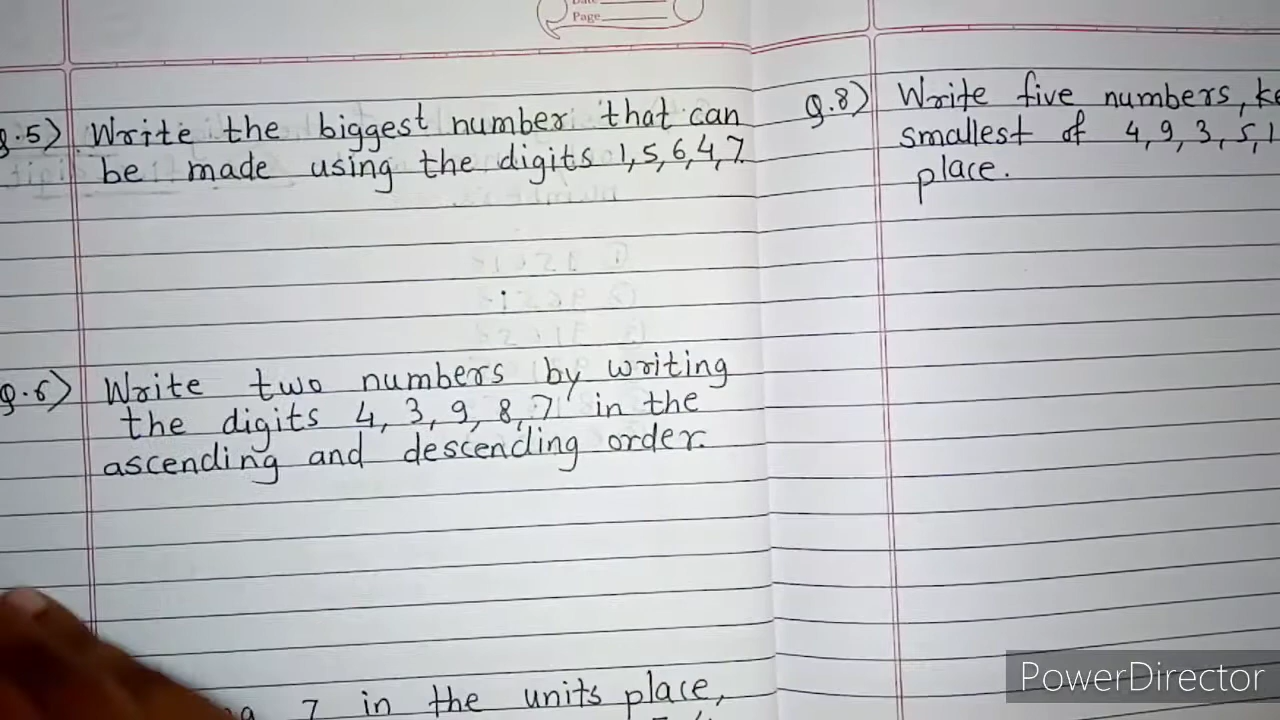 Page
Q.5) Write the biggest number that can
be made using the digits 1,5,6,4,7.
Q.6) Write two numbers by writing
the digits 4, 3, 9, 8, 7 in the
ascending and descending order.
7 in the units place,
Q.8) Write five numbers,
smallest of 4, 9, 3, 5, 1
place.
PowerDirector